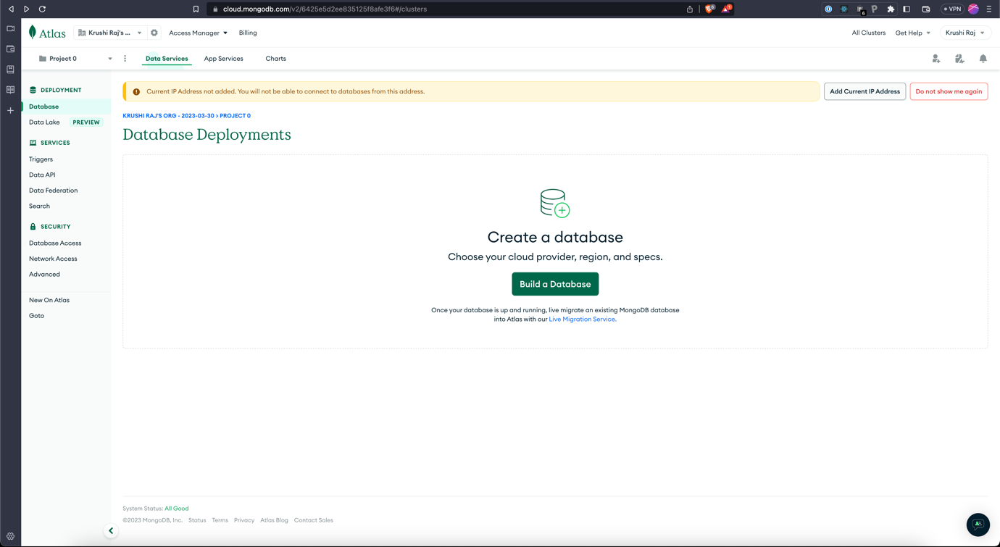 cloud.mongodb.com/v2/6425e5d2ee835125f8afe3f6#/clusters
6
1
6
VPN
Atlas
Krushi Raj's ...
Access Manager
Billing
All Clusters
Get Help
Krushi Raj
Project 0
Data Services
App Services
Charts
DEPLOYMENT
Database
Data Lake PREVIEW
SERVICES
Triggers
Data API
Data Federation
Search
SECURITY
Database Access
Network Access
Advanced
New On Atlas
Goto
Current IP Address not added. You will not be able to connect to databases from this address.
Add Current IP Address
Do not show me again
KRUSHI RAJ'S ORG - 2023-03-30 > PROJECT 0
Database Deployments
Create a database
Choose your cloud provider, region, and specs.
Build a Database
Once your database is up and running, live migrate an existing MongoDB database
into Atlas with our Live Migration Service.
System Status: All Good
©2023 MongoDB, Inc. Status Terms Privacy Atlas Blog Contact Sales